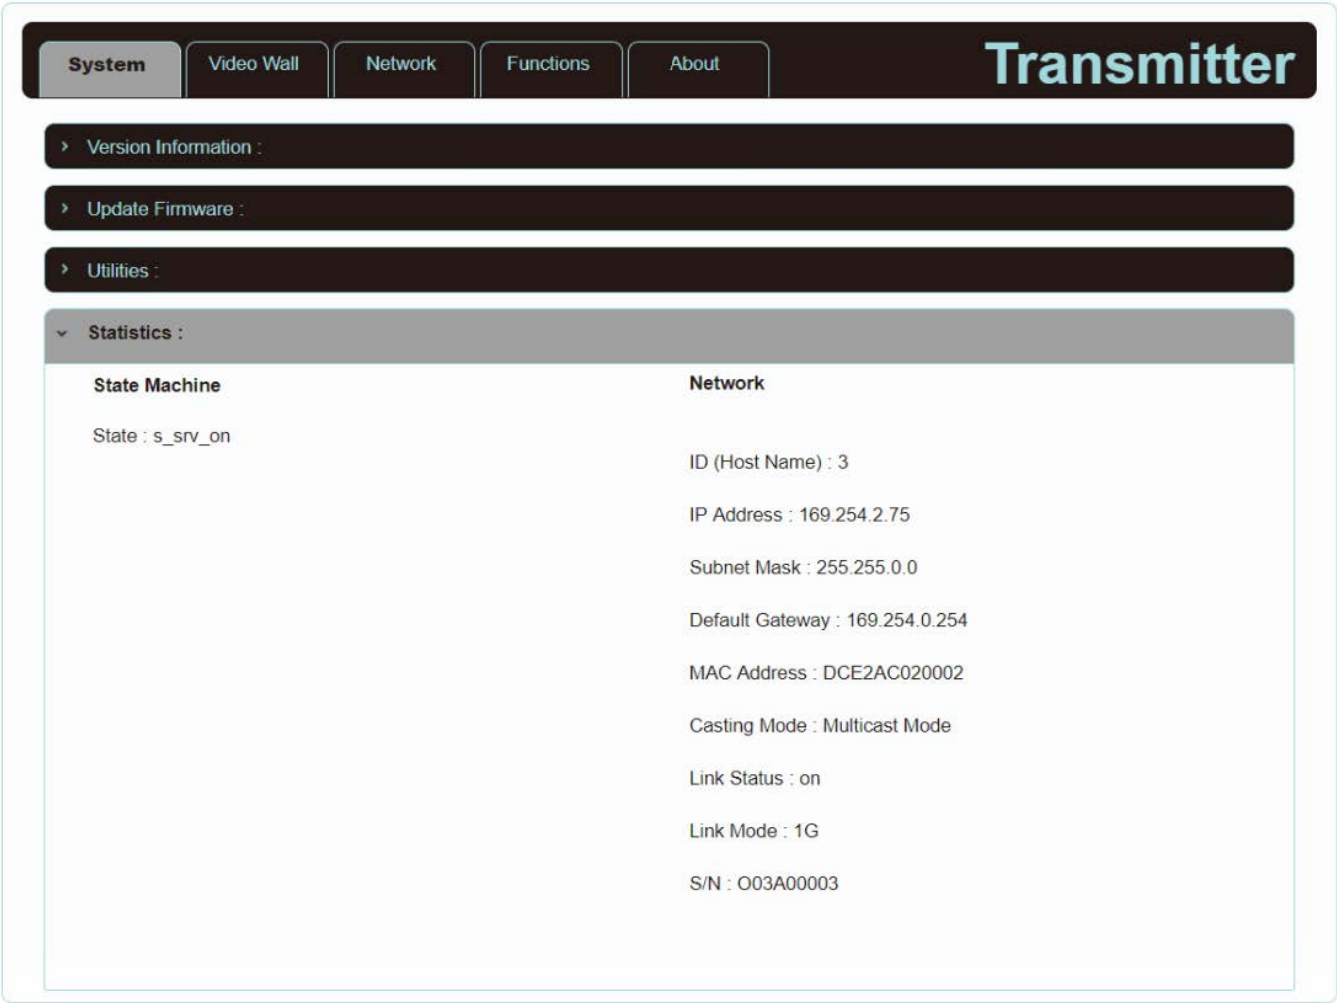 System
Video Wall
Network
Functions
About
Transmitter
Version Information :
Update Firmware :
Utilities :
Statistics :
State Machine
State : s_srv_on
Network
ID (Host Name) : 3
IP Address : 169.254.2.75
Subnet Mask : 255.255.0.0
Default Gateway : 169.254.0.254
MAC Address : DCE2AC020002
Casting Mode : Multicast Mode
Link Status : on
Link Mode : 1G
S/N : O03A00003